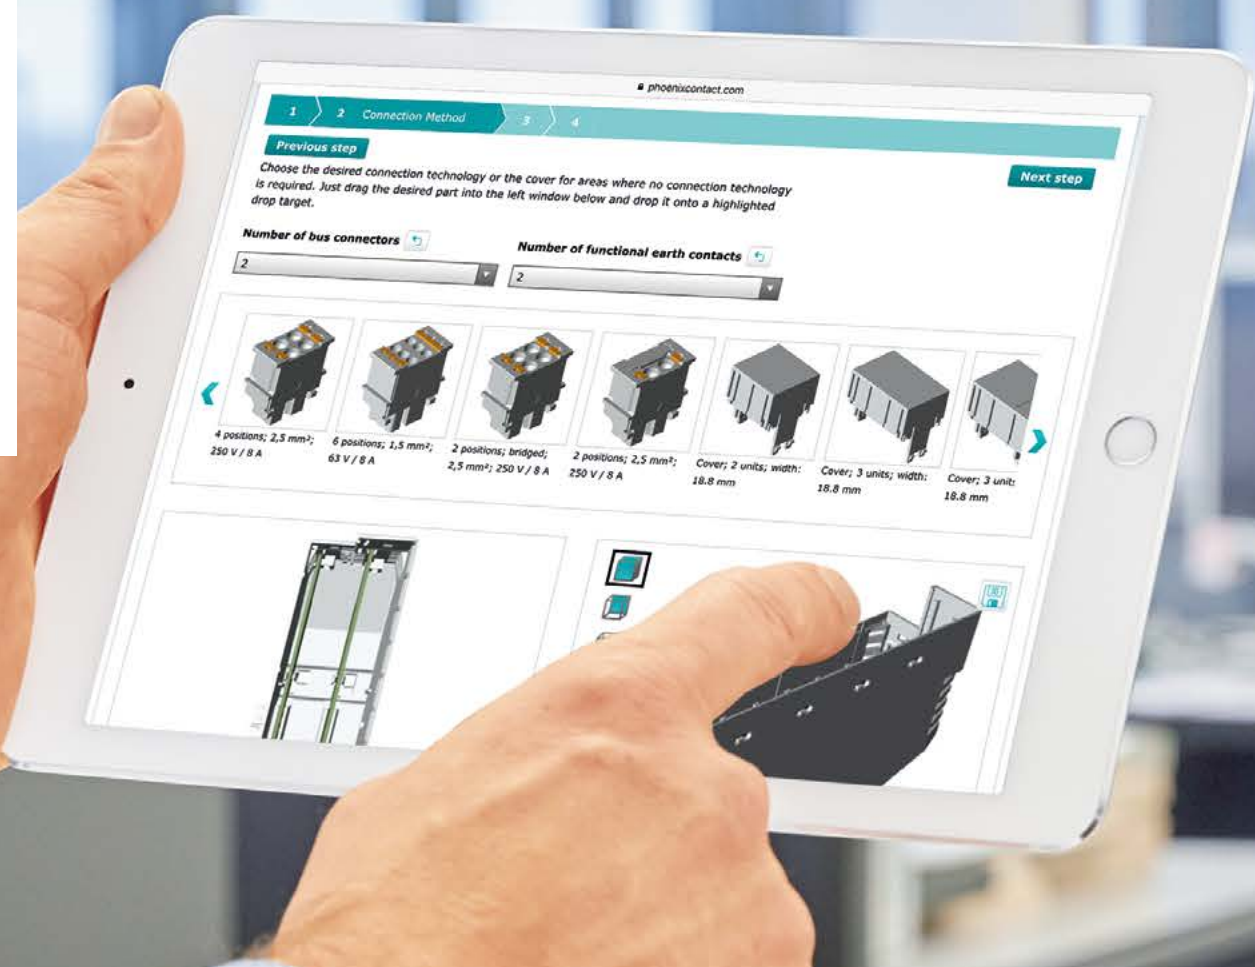 phoenixcontact.com
1 2 Connection Method 3 4
Previous step
Next step
Choose the desired connection technology or the cover for areas where no connection technology
is required. Just drag the desired part into the left window below and drop it onto a highlighted
drop target.
Number of bus connectors
Number of functional earth contacts
2
2
4 positions; 2,5 mm²;
250 V / 8 A
6 positions; 1,5 mm²;
63 V / 8 A
2 positions; bridged;
2,5 mm²; 250 V / 8 A
2 positions; 2,5 mm²;
250 V / 8 A
Cover; 2 units; width:
18.8 mm
Cover; 3 units; width:
18.8 mm
Cover; 3 unit:
18.8 mm